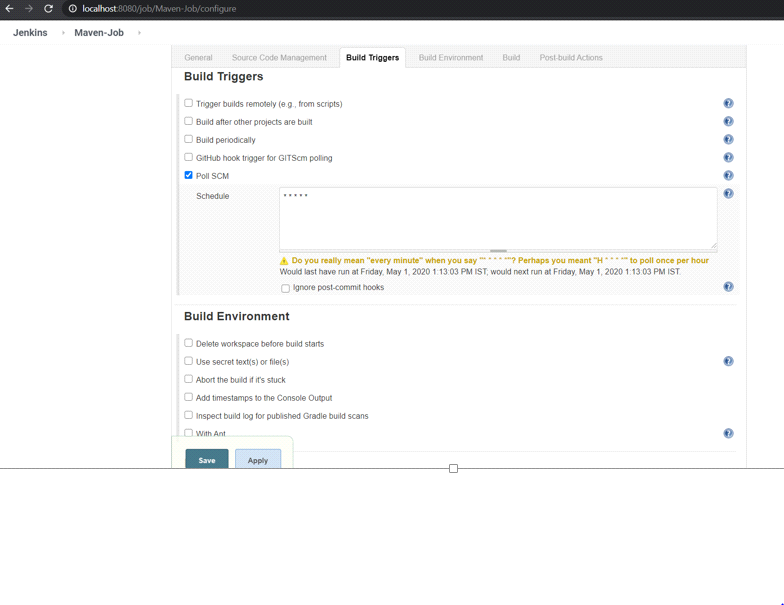 localhost:8080/job/Maven-Job/configure
Jenkins Maven-Job
General Source Code Management Build Triggers Build Environment Build Post-build Actions
Build Triggers
Trigger builds remotely (e.g., from scripts)
Build after other projects are built
Build periodically
GitHub hook trigger for GITScm polling
Poll SCM
Schedule * * * * *
Do you really mean "every minute" when you say "* * * * *"? Perhaps you meant "H * * * *" to poll once per hour
Would last have run at Friday, May 1, 2020 1:13:03 PM IST; would next run at Friday, May 1, 2020 1:13:03 PM IST.
Ignore post-commit hooks
Build Environment
Delete workspace before build starts
Use secret text(s) or file(s)
Abort the build if it's stuck
Add timestamps to the Console Output
Inspect build log for published Gradle build scans
With Ant
Save Apply